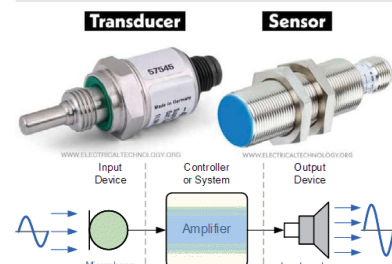 Transducer
Sensor
57545
Made in Germany
WWW.ELECTRICALTECHNOLOGY.ORG
WWW.ELECTRICALTECHNOLOGY.ORG
Input
Device
Controller
or System
Output
Device
Amplifier